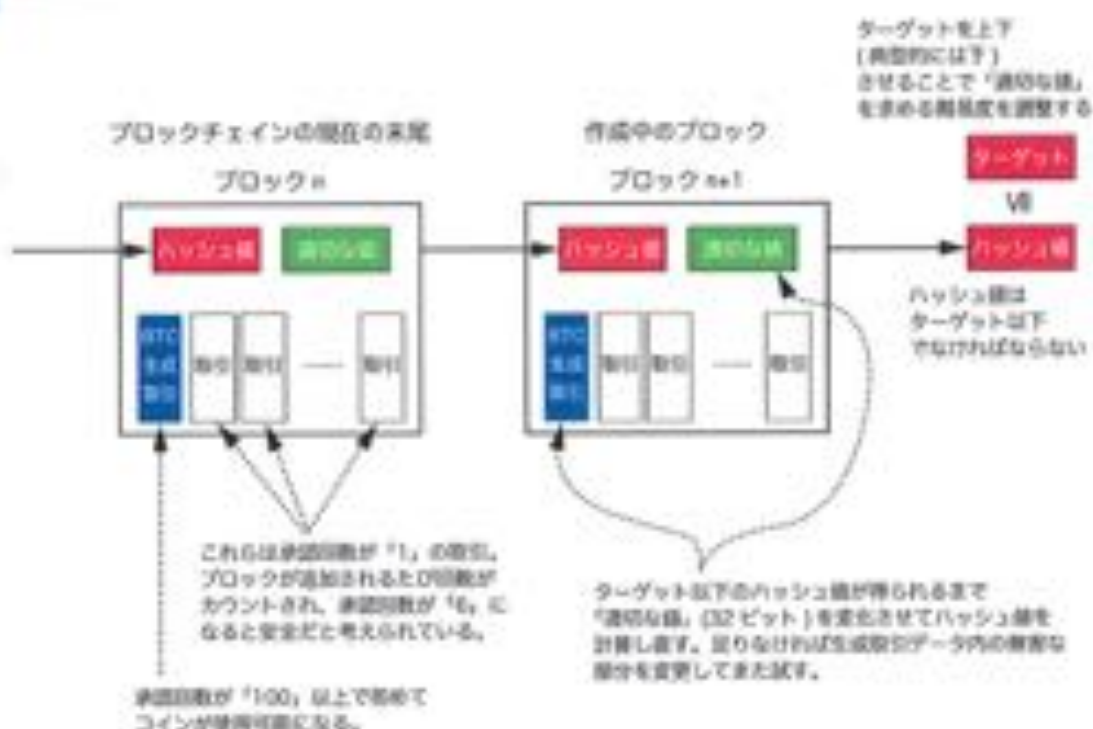 ターゲットを上下
(典型的には下)
させることで「適切な値」
を求める難易度を調整する
ブロックチェインの現在の末尾
作成中のブロック
ターゲット
ブロック n
ブロック n+1
VII
ハッシュ値
適切な値
ハッシュ値
適切な値
ハッシュ値
ハッシュ値は
ターゲット以下
でなければならない
BTC
生成
取引
取引
取引
取引
BTC
生成
取引
取引
取引
取引
これらは承認回数が「1」の取引。
ブロックが追加されるたび回数が
カウントされ、承認回数が「6」に
なると安全だと考えられている。
ターゲット以下のハッシュ値が得られるまで
「適切な値」(32 ビット) を変化させてハッシュ値を
計算し直す。足りなければ生成取引データ内の無害な
部分を変更してまた試す。
承認回数が「100」以上で初めて
コインが使用可能になる。